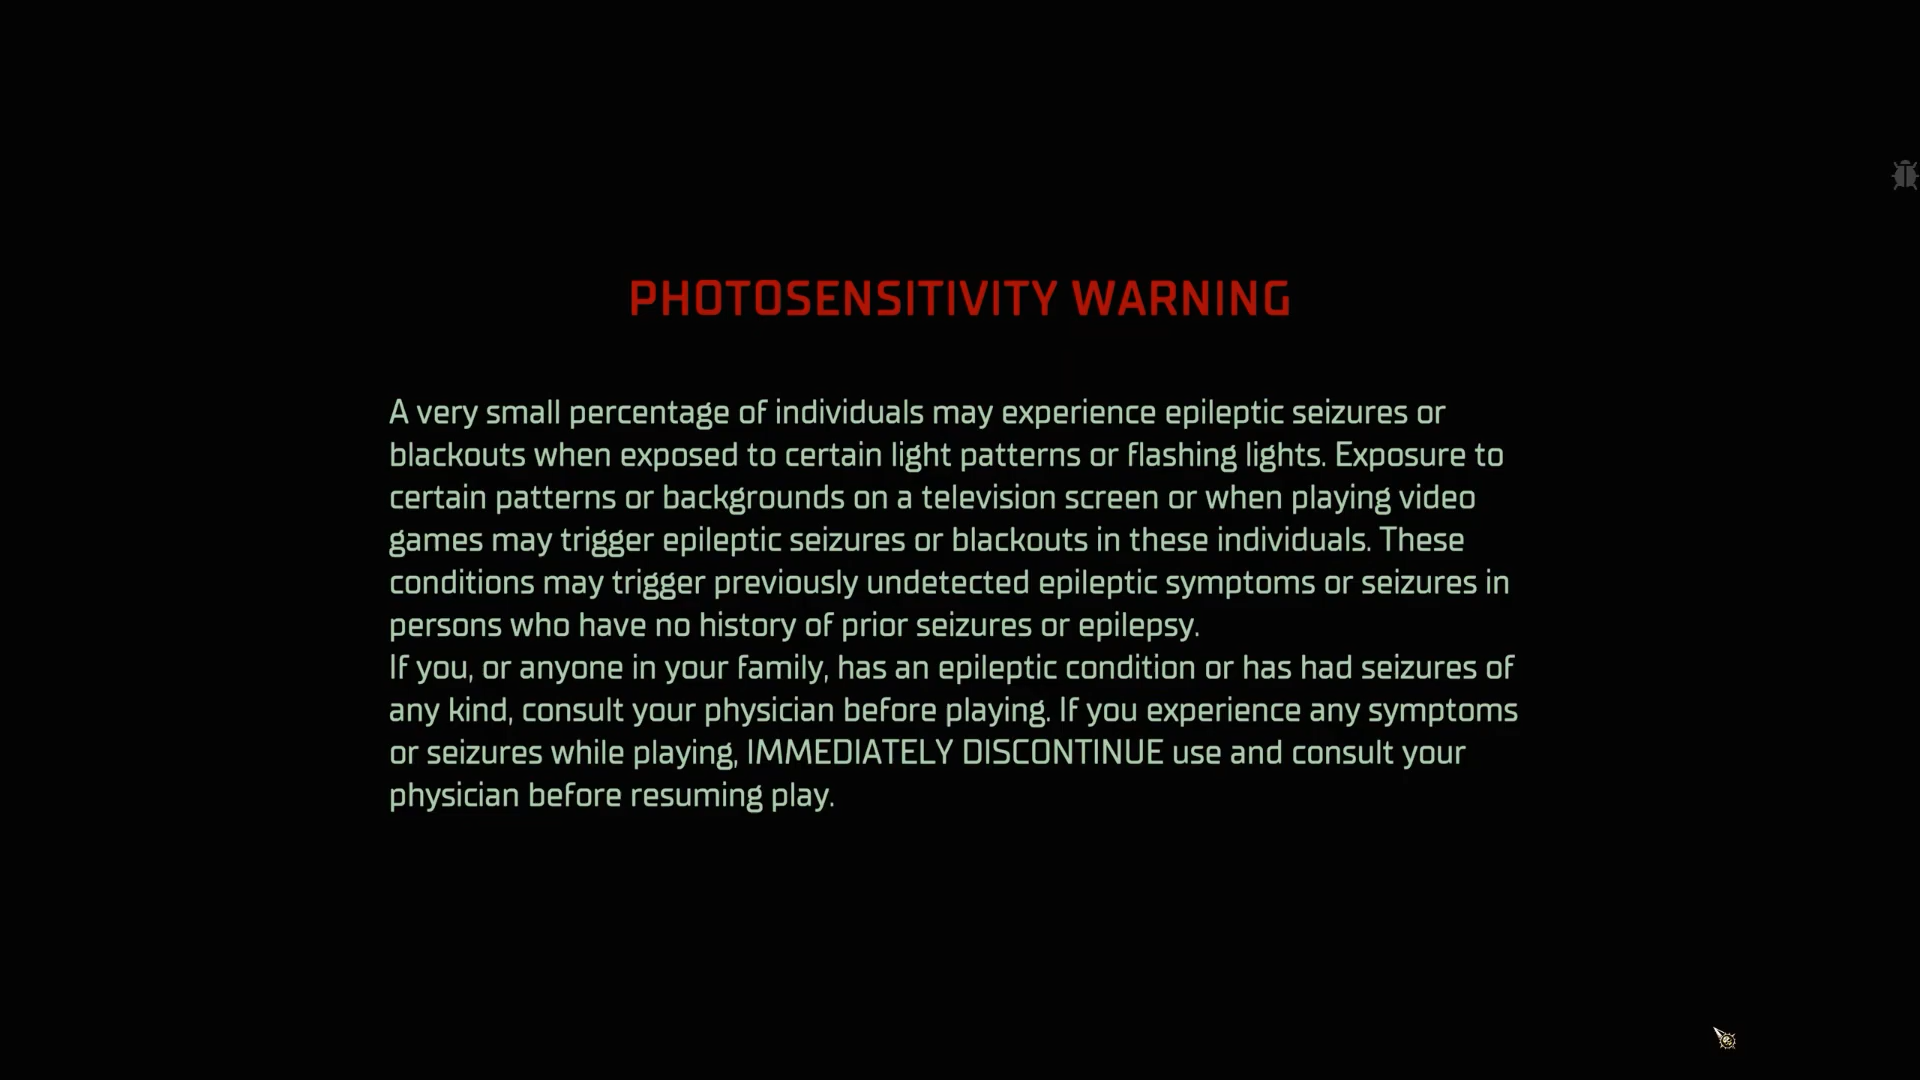 PHOTOSENSITIVITY WARNING
A very small percentage of individuals may experience epileptic seizures or
blackouts when exposed to certain light patterns or flashing lights. Exposure to
certain patterns or backgrounds on a television screen or when playing video
games may trigger epileptic seizures or blackouts in these individuals. These
conditions may trigger previously undetected epileptic symptoms or seizures in
persons who have no history of prior seizures or epilepsy.
If you, or anyone in your family, has an epileptic condition or has had seizures of
any kind, consult your physician before playing. If you experience any symptoms
or seizures while playing, IMMEDIATELY DISCONTINUE use and consult your
physician before resuming play.